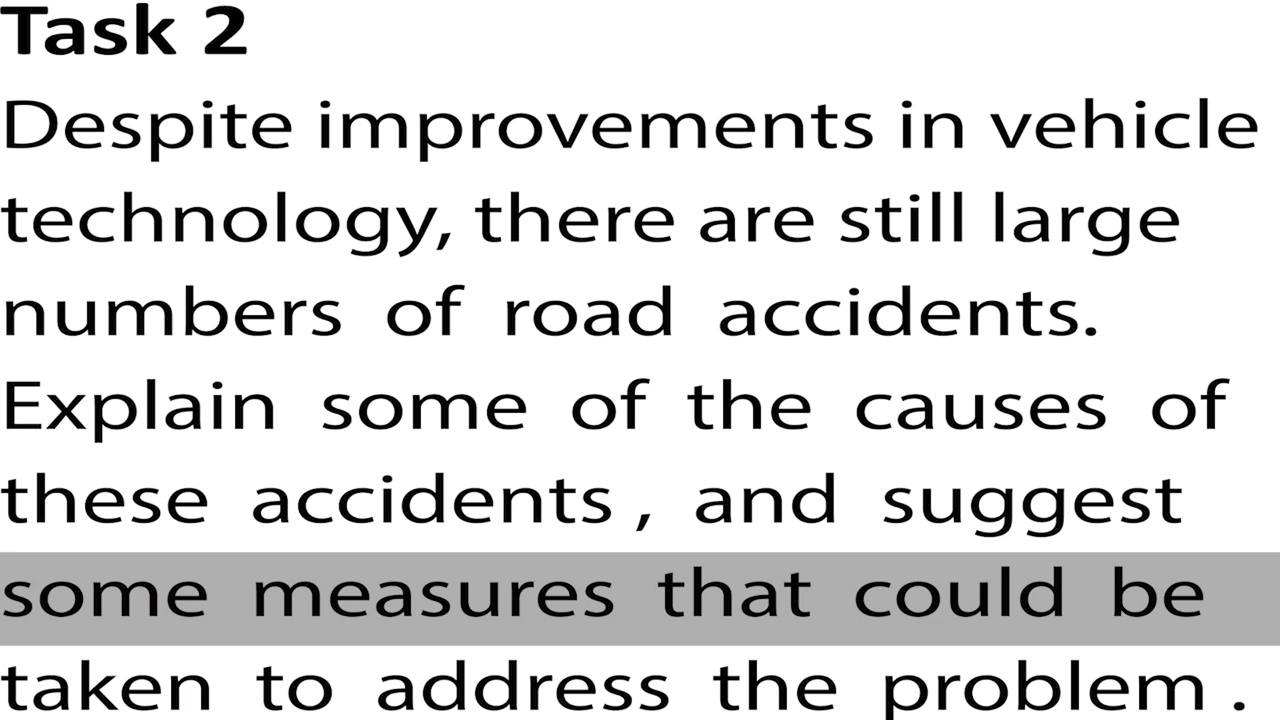 Task 2
Despite improvements in vehicle
technology, there are still large
numbers of road accidents.
Explain some of the causes of
these accidents , and suggest
some measures that could be
taken to address the problem .